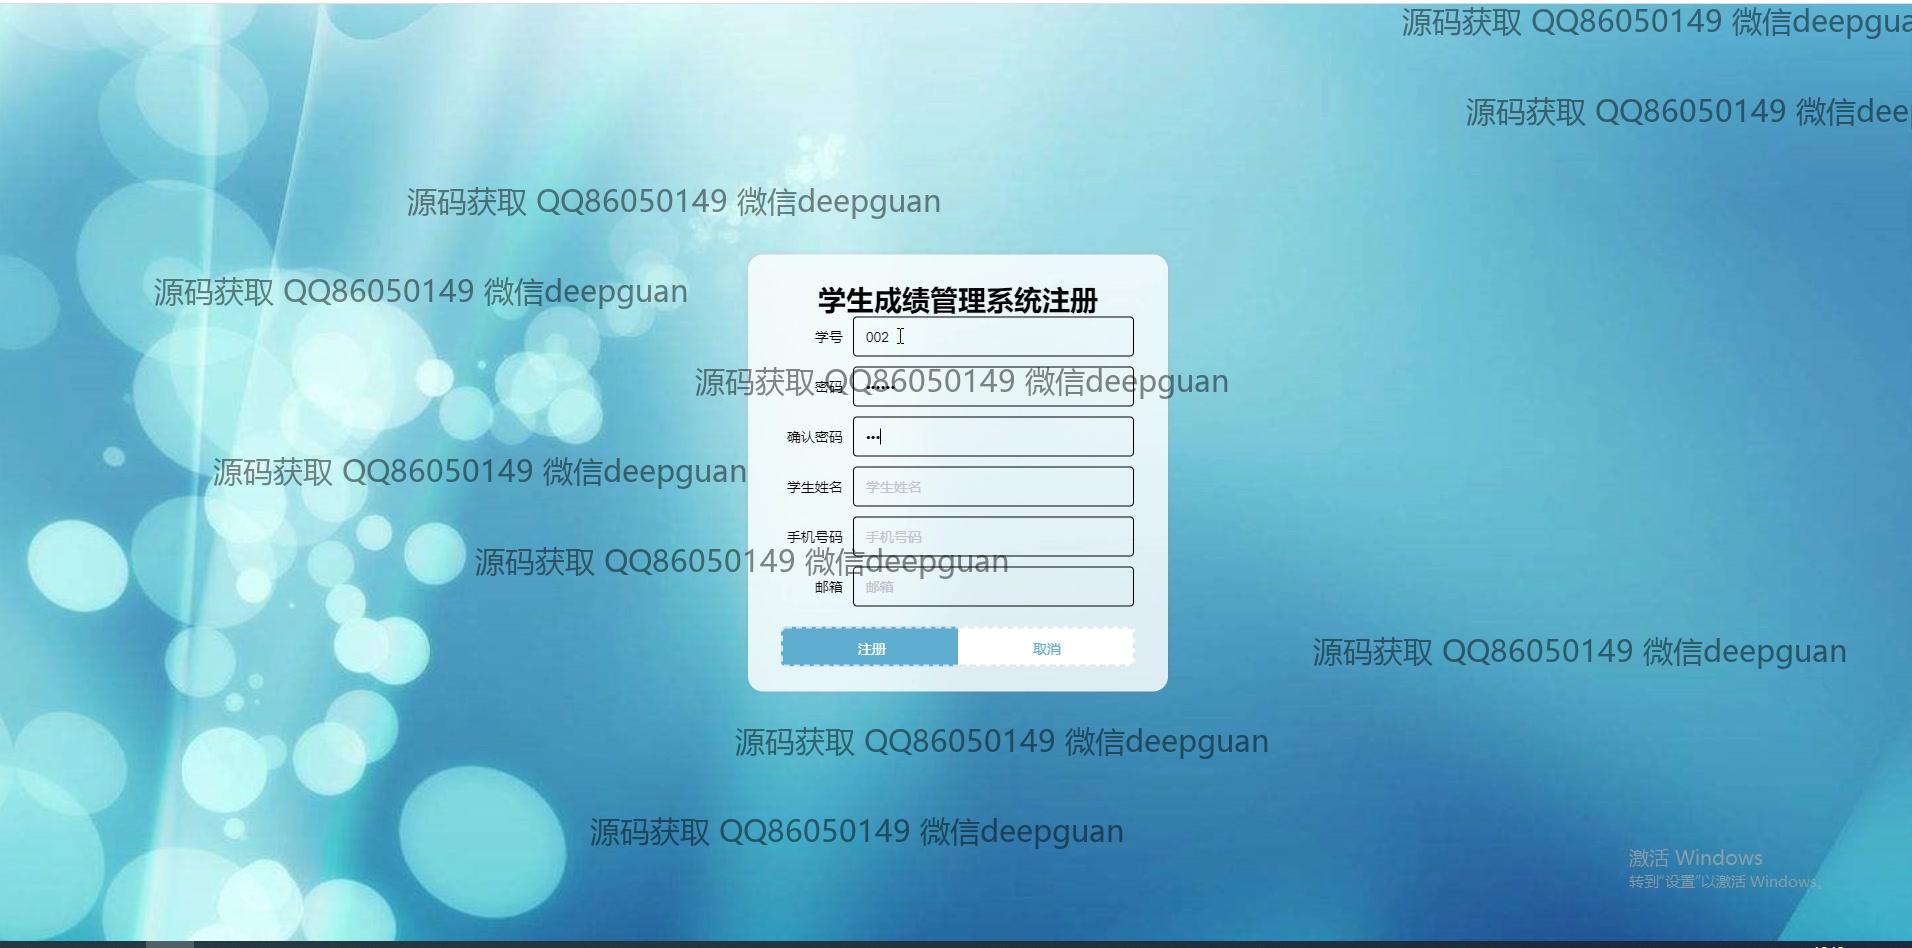 源码获取 QQ86050149 微信deepgua
源码获取 QQ86050149 微信dee
源码获取 QQ86050149 微信deepguan
源码获取 QQ86050149 微信deepguan
学生成绩管理系统注册
学号 002
源码获取 QQ86050149 微信deepguan
密码 ••••••
确认密码 •••
源码获取 QQ86050149 微信deepguan
学生姓名 学生姓名
手机号码 手机号码
源码获取 QQ86050149 微信deepguan
邮箱 邮箱
注册 取消
源码获取 QQ86050149 微信deepguan
源码获取 QQ86050149 微信deepguan
源码获取 QQ86050149 微信deepguan
激活 Windows
转到"设置"以激活 Windows。